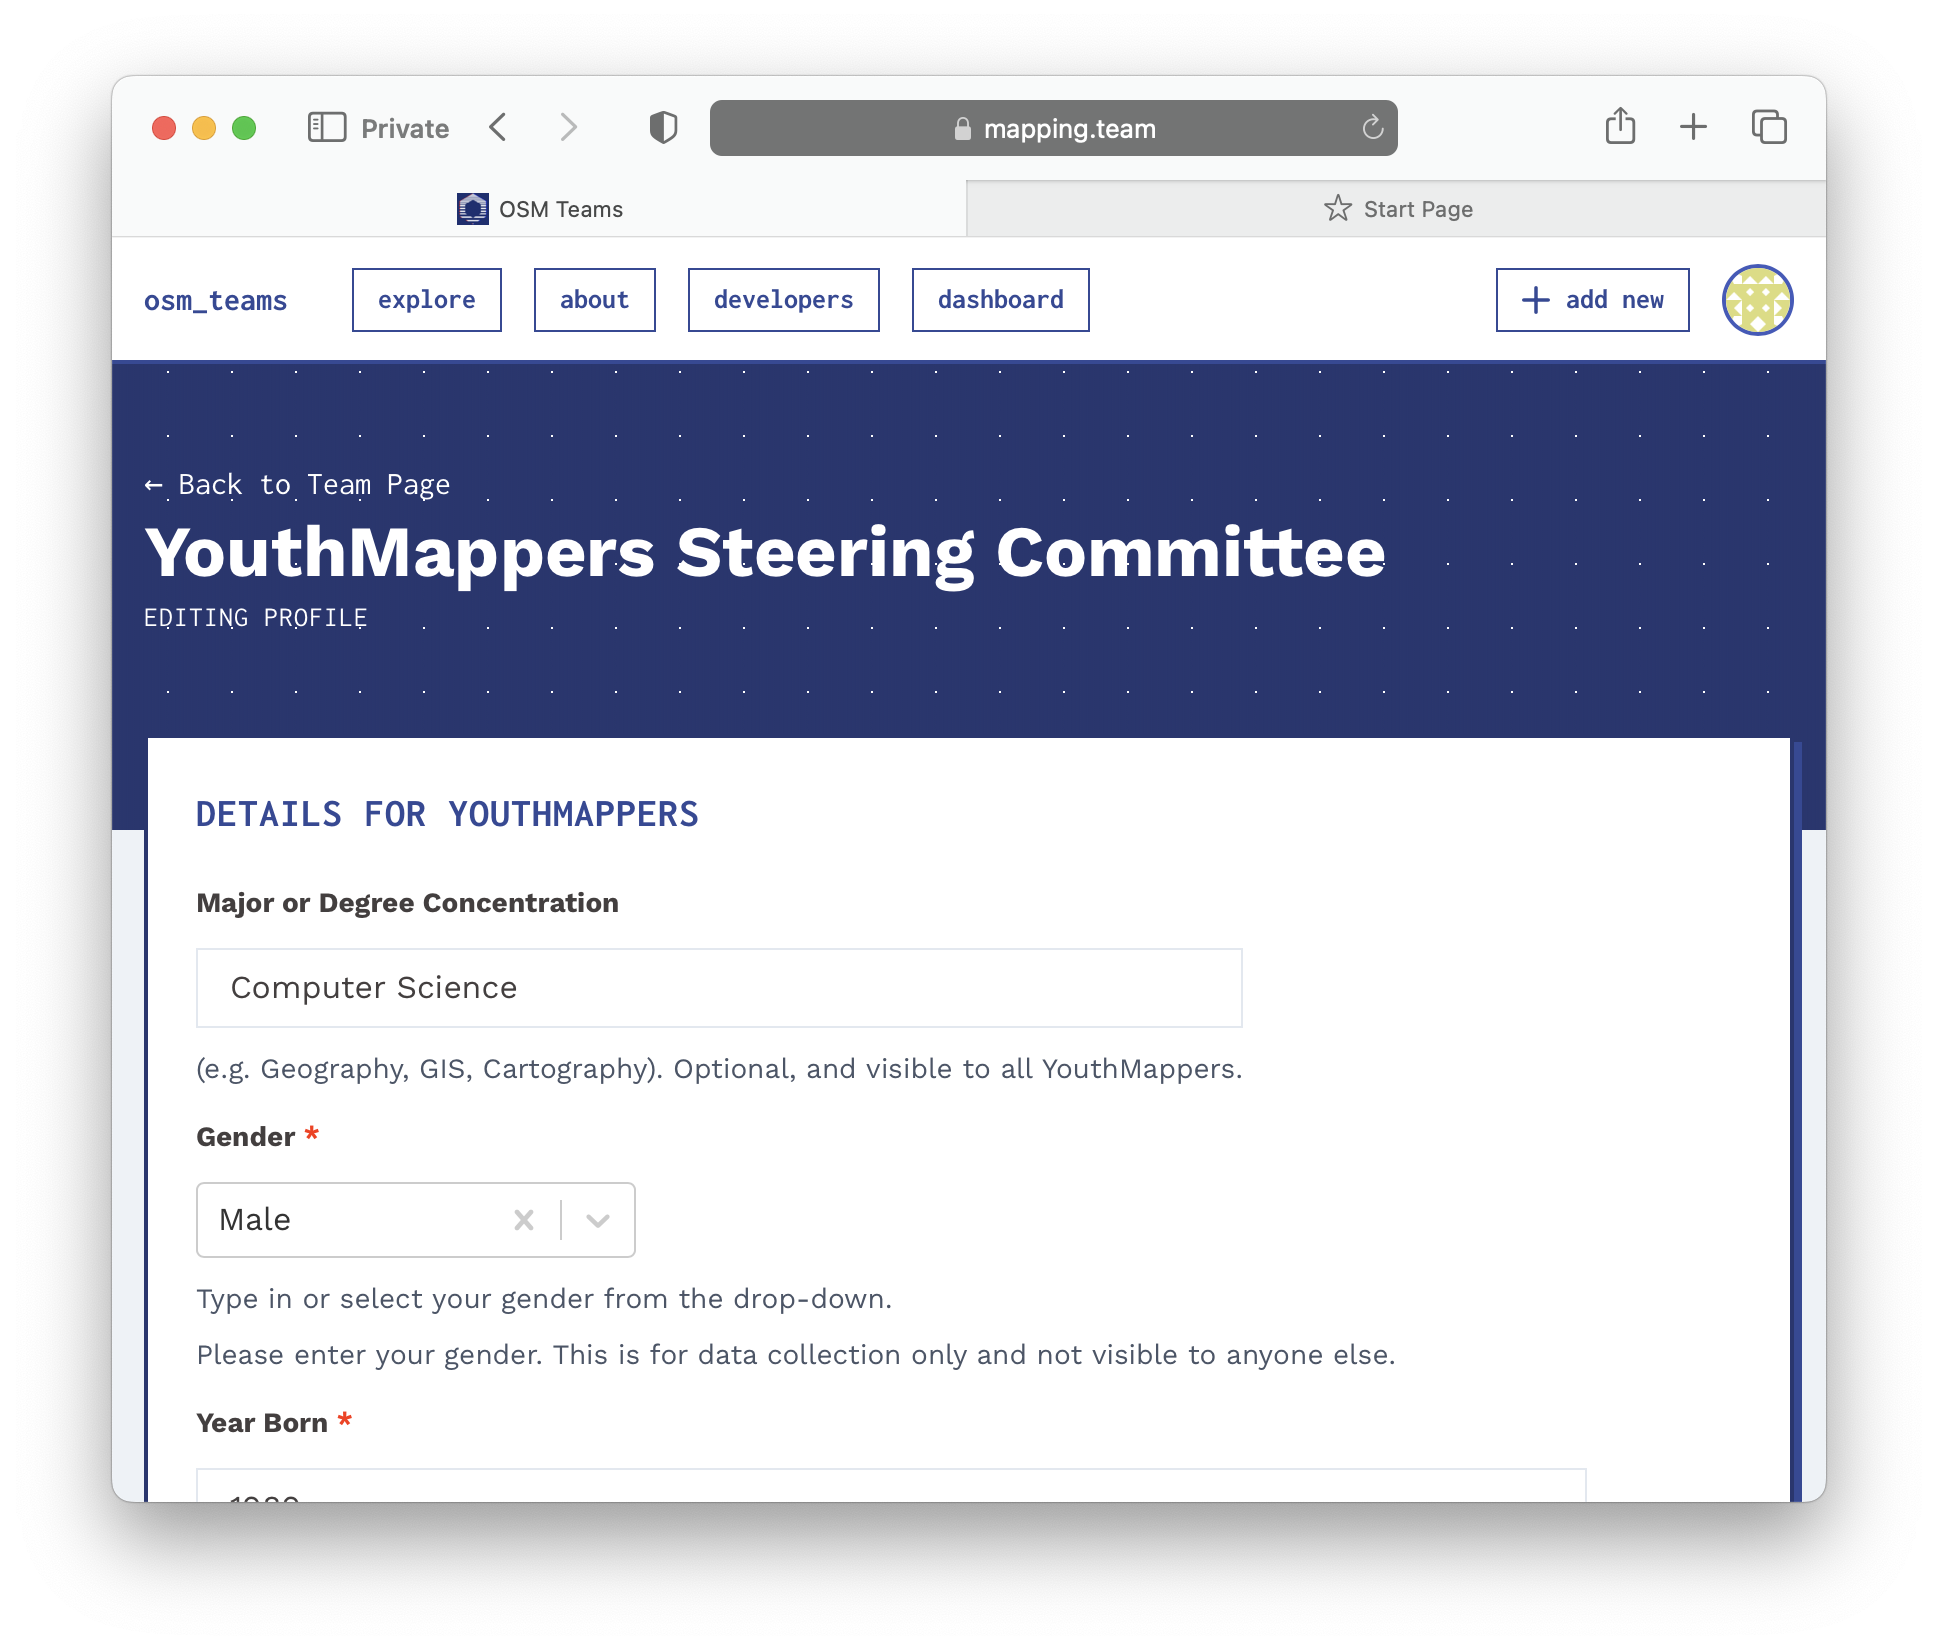 Private
mapping.team
OSM Teams
Start Page
osm_teams
explore
about
developers
dashboard
+ add new
← Back to Team Page
YouthMappers Steering Committee
EDITING PROFILE
DETAILS FOR YOUTHMAPPERS
Major or Degree Concentration
Computer Science
(e.g. Geography, GIS, Cartography). Optional, and visible to all YouthMappers.
Gender *
Male
Type in or select your gender from the drop-down.
Please enter your gender. This is for data collection only and not visible to anyone else.
Year Born *